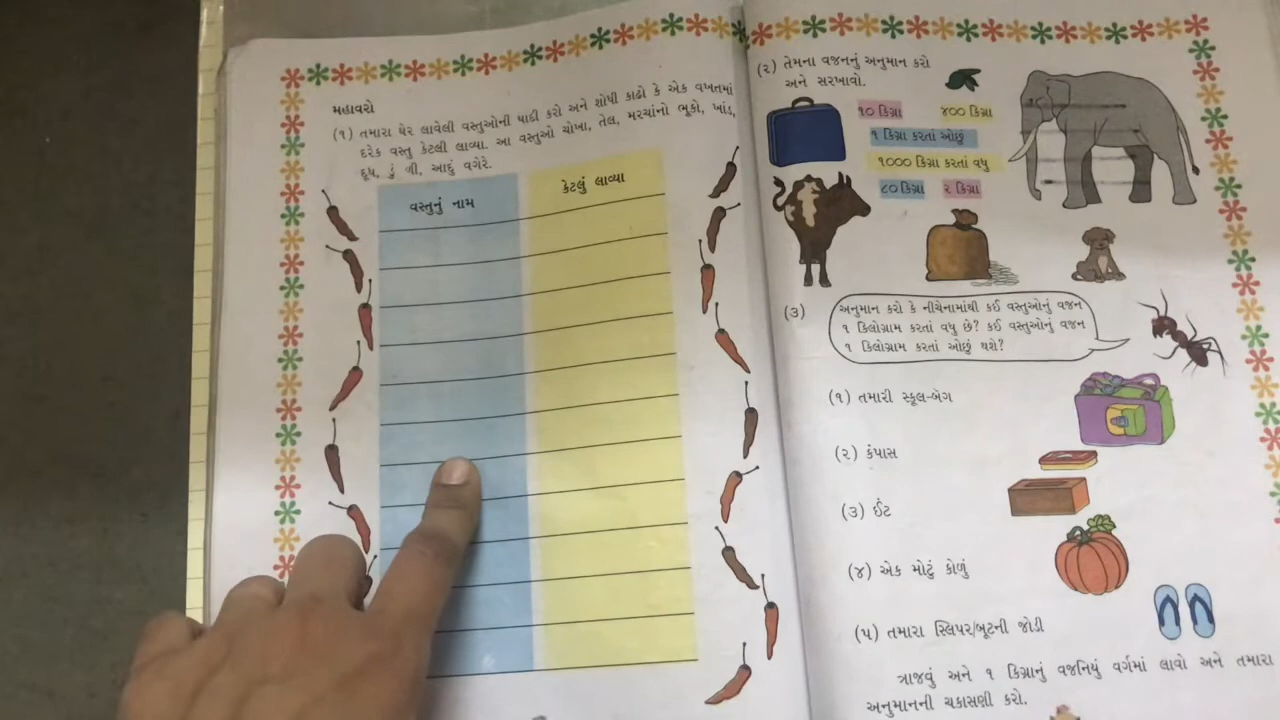 મહાવરો
(૧) તમારા ઘેર લાવેલી વસ્તુઓની યાદી કરો અને શોધી કાઢો કે એક વખતમાં
દરેક વસ્તુ કેટલી લાવ્યા. આ વસ્તુઓ ચોખા, તેલ, મરચાંનો ભૂકો, ખાંડ,
દૂધ, ડું ળી, આદું વગેરે.
વસ્તુનું નામ
કેટલું લાવ્યા
(૨) તેમના વજનનું અનુમાન કરો
અને સરખાવો.
૧૦ કિગ્રા
૪૦૦ કિગ્રા
૧ કિગ્રા કરતાં ઓછું
૧૦૦૦ કિગ્રા કરતાં વધુ
૮૦ કિગ્રા
૨ કિગ્રા
(૩)
અનુમાન કરો કે નીચેનામાંથી કઈ વસ્તુઓનું વજન
૧ કિલોગ્રામ કરતાં વધુ છે? કઈ વસ્તુઓનું વજન
૧ કિલોગ્રામ કરતાં ઓછું થશે?
(૧) તમારી સ્કૂલ-બૅગ
(૨) કંપાસ
(૩) ઈંટ
(૪) એક મોટું કોળું
(૫) તમારા સ્લિપર/બૂટની જોડી
ત્રાજવું અને ૧ કિગ્રાનું વજનિયું વર્ગમાં લાવો અને તમારા
અનુમાનની ચકાસણી કરો.